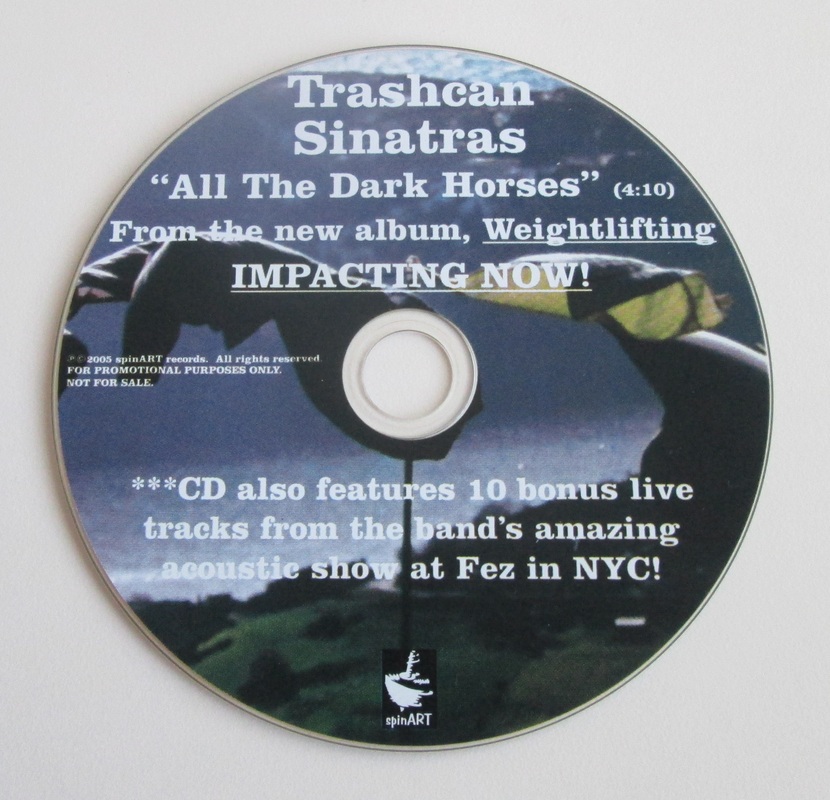 Trashcan
Sinatras
“All The Dark Horses” (4:10)
From the new album, Weightlifting
IMPACTING NOW!
℗©2005 spinART records. All rights reserved.
FOR PROMOTIONAL PURPOSES ONLY.
NOT FOR SALE.
***CD also features 10 bonus live
tracks from the band’s amazing
acoustic show at Fez in NYC!
spinART